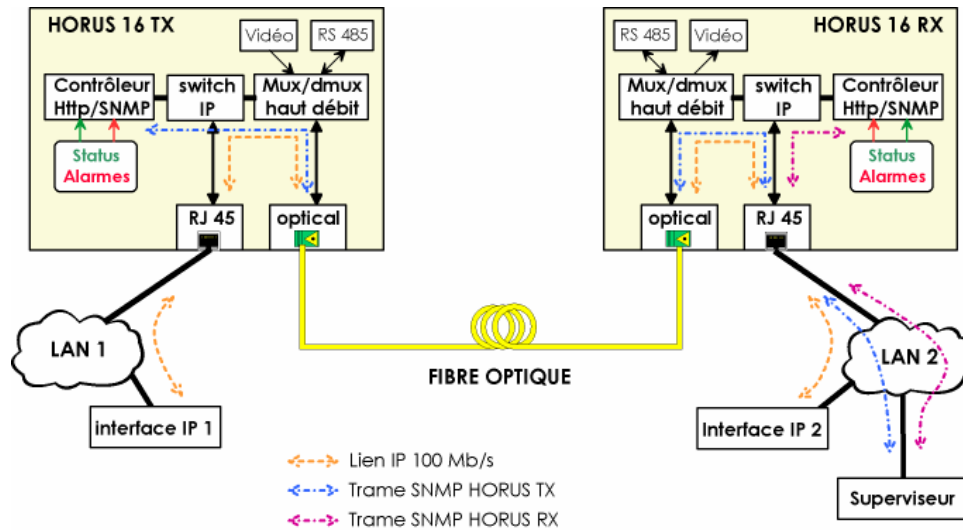 HORUS 16 TX
Vidéo
RS 485
Contrôleur
Http/SNMP
switch
IP
Mux/dmux
haut débit
Status
Alarmes
RJ 45
optical
LAN 1
interface IP 1
HORUS 16 RX
RS 485
Vidéo
Mux/dmux
haut débit
switch
IP
Contrôleur
Http/SNMP
Status
Alarmes
optical
RJ 45
FIBRE OPTIQUE
LAN 2
Interface IP 2
Superviseur
Lien IP 100 Mb/s
Trame SNMP HORUS TX
Trame SNMP HORUS RX